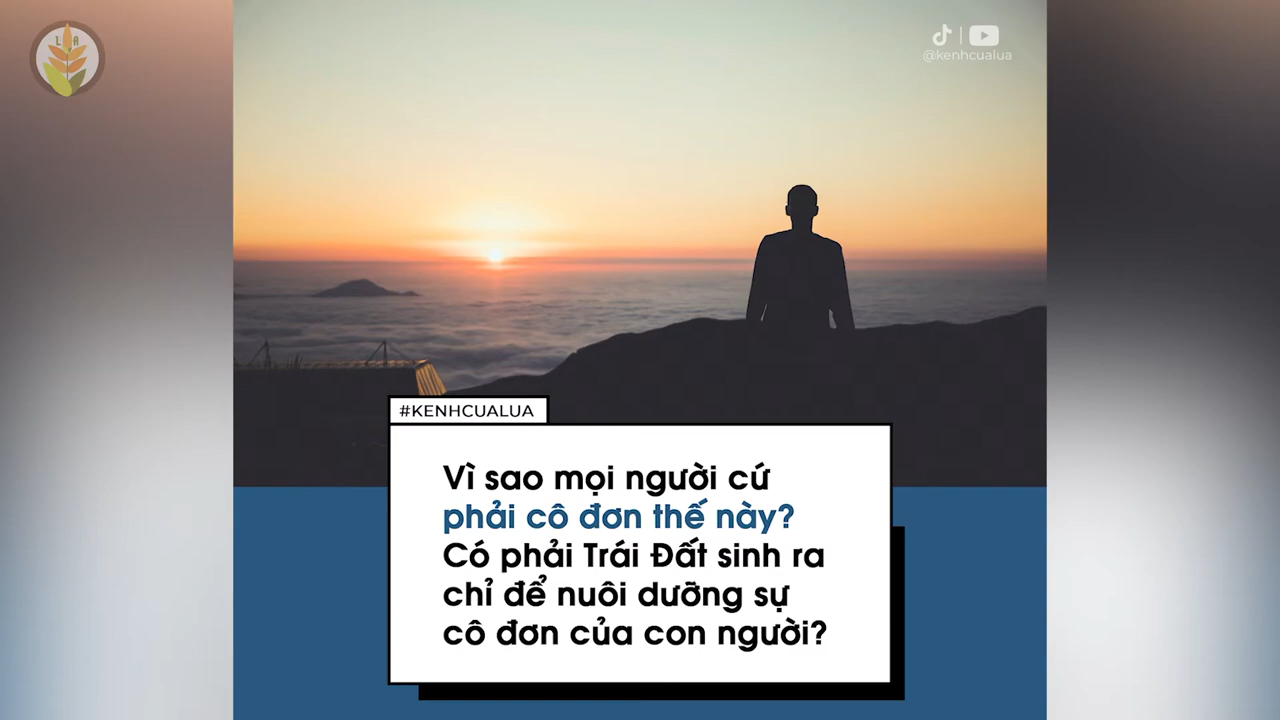 L A
@kenhcualua
#KENHCUALUA
Vì sao mọi người cứ
phải cô đơn thế này?
Có phải Trái Đất sinh ra
chỉ để nuôi dưỡng sự
cô đơn của con người?